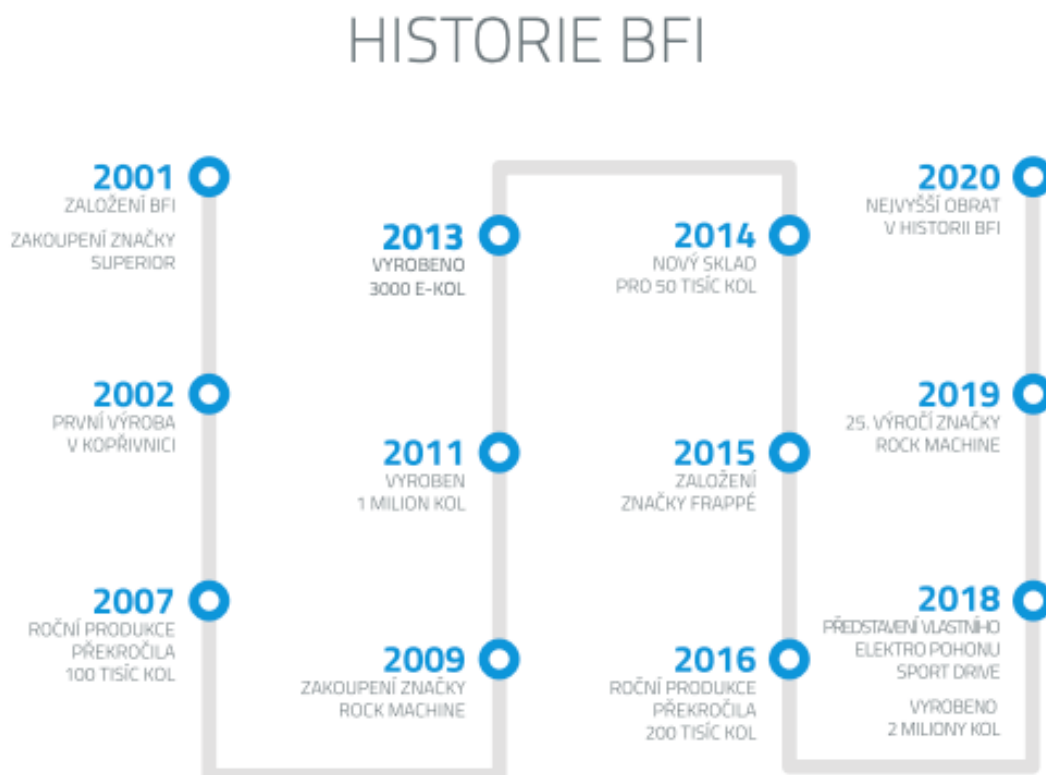 HISTORIE BFI
2001
ZALOŽENÍ BFI
ZAKOUPENÍ ZNAČKY
SUPERIOR
2002
PRVNÍ VÝROBA
V KOPŘIVNICI
2007
ROČNÍ PRODUKCE
PŘEKROČILA
100 TISÍC KOL
2009
ZAKOUPENÍ ZNAČKY
ROCK MACHINE
2011
VYROBEN
1 MILION KOL
2013
VYROBENO
3000 E-KOL
2014
NOVÝ SKLAD
PRO 50 TISÍC KOL
2015
ZALOŽENÍ
ZNAČKY FRAPPÉ
2016
ROČNÍ PRODUKCE
PŘEKROČILA
200 TISÍC KOL
2018
PŘEDSTAVENÍ VLASTNÍHO
ELEKTRO POHONU
SPORT DRIVE
VYROBENO
2 MILIONY KOL
2019
25. VÝROČÍ ZNAČKY
ROCK MACHINE
2020
NEJVYŠŠÍ OBRAT
V HISTORII BFI